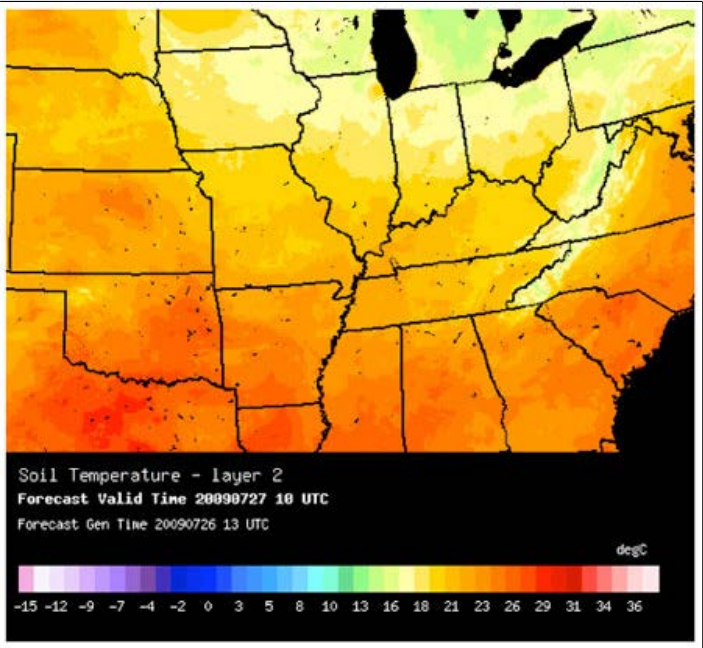 Soil Temperature - layer 2
Forecast Valid Time 20090727 10 UTC
Forecast Gen Time 20090726 13 UTC
degC
-15 -12 -9 -7 -4 -2 0 3 5 8 10 13 16 18 21 23 26 29 31 34 36